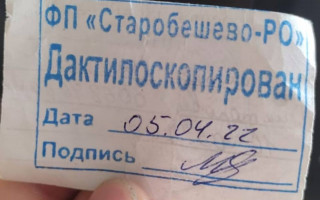 ФП «Старобешево-РО»
Дактилоскопирован
Дата 05.04.22
Подпись